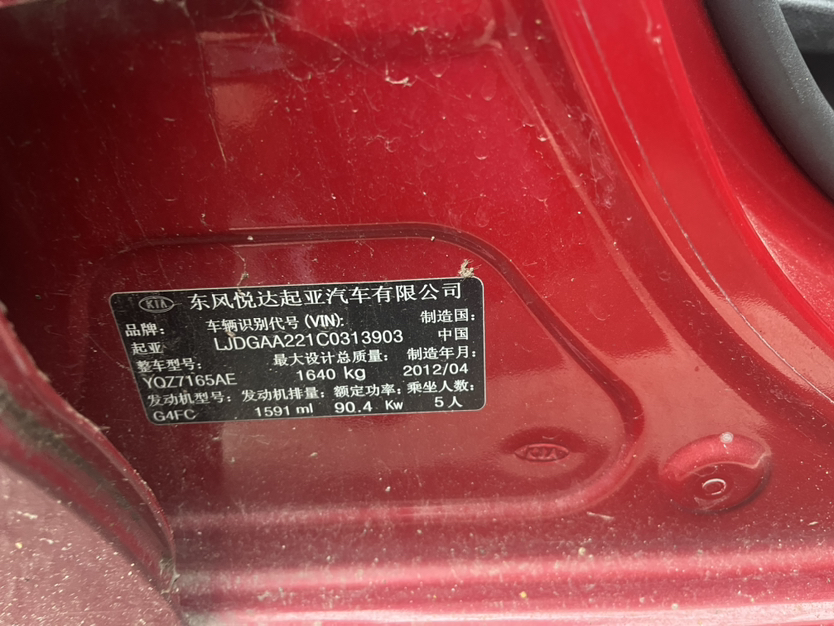 KIA 东风悦达起亚汽车有限公司
品牌: 车辆识别代号 (VIN): 制造国:
起亚 LJDGAA221C0313903 中国
整车型号: 最大设计总质量: 制造年月:
YQZ7165AE 1640 kg 2012/04
发动机型号: 发动机排量: 额定功率: 乘坐人数:
G4FC 1591 ml 90.4 Kw 5 人
KIA